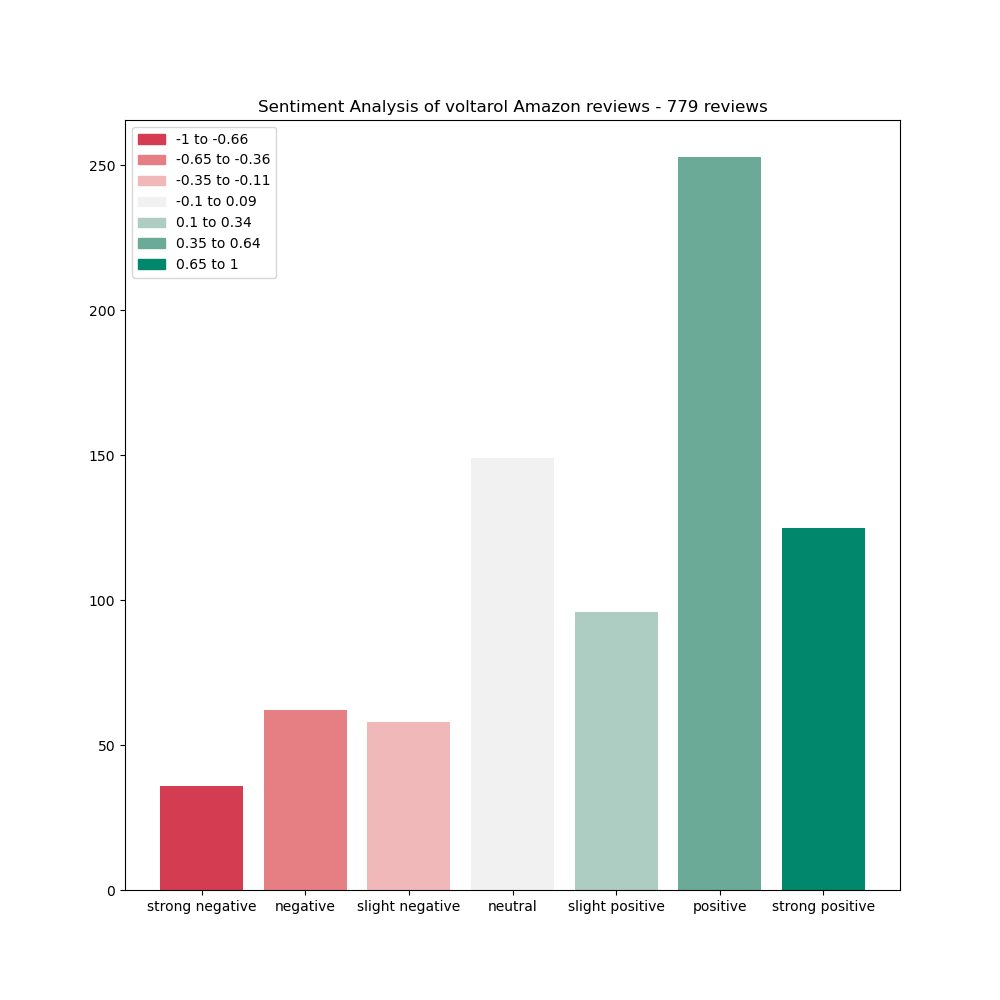 Sentiment Analysis of voltarol Amazon reviews - 779 reviews
-1 to -0.66
-0.65 to -0.36
-0.35 to -0.11
-0.1 to 0.09
0.1 to 0.34
0.35 to 0.64
0.65 to 1
250
200
150
100
50
0
strong negative negative slight negative neutral slight positive positive strong positive